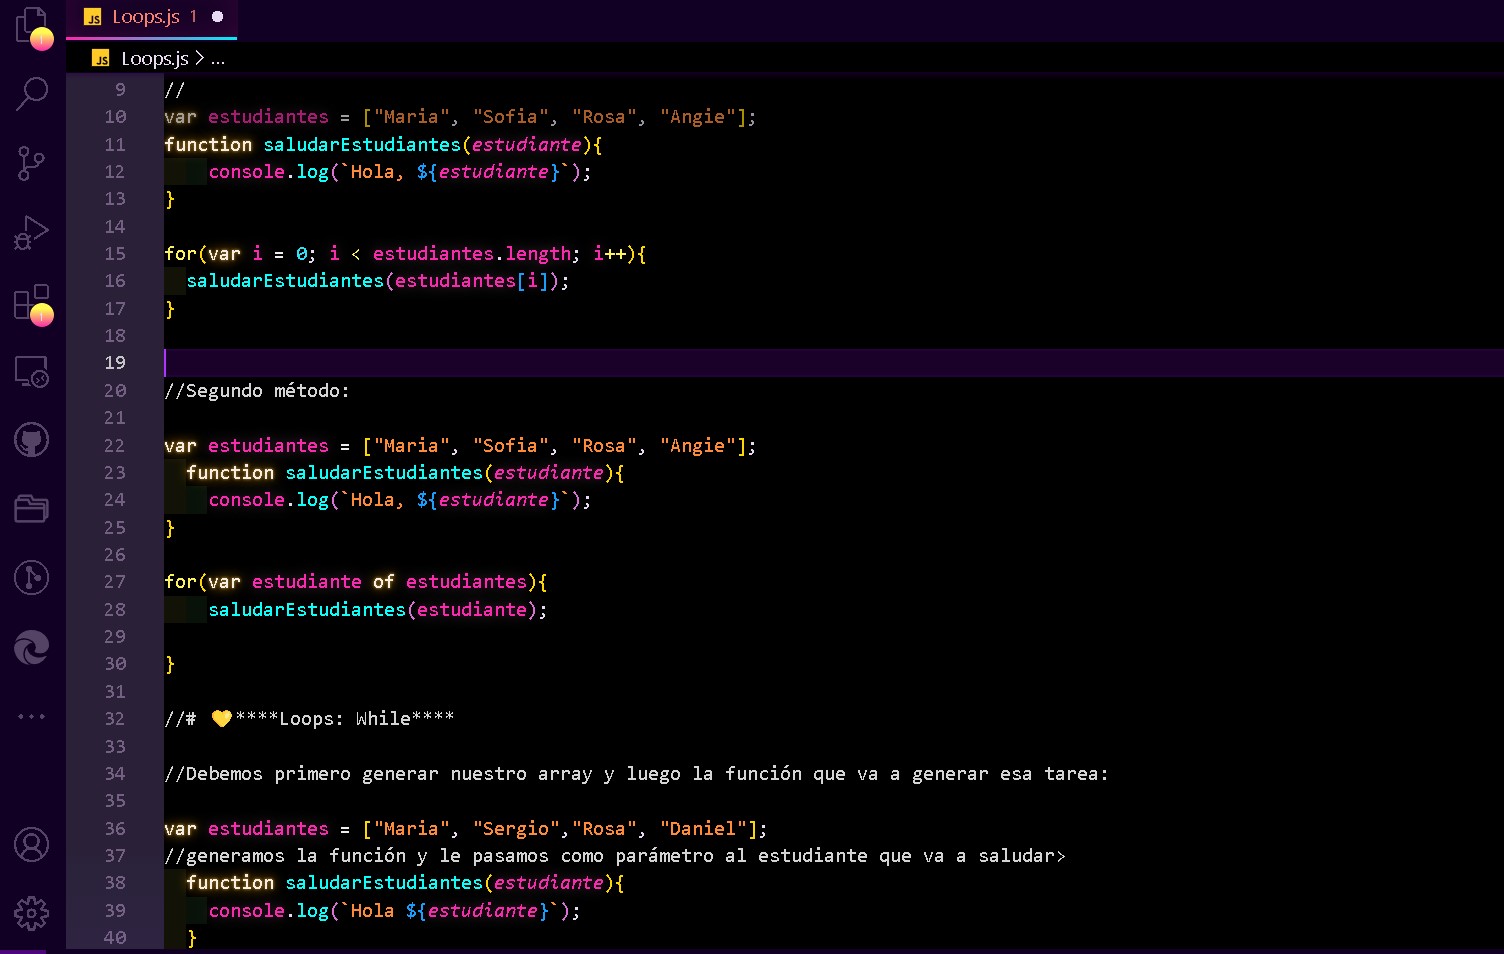 JS Loops.js 1
JS Loops.js > ...
9 //
10 var estudiantes = ["Maria", "Sofia", "Rosa", "Angie"];
11 function saludarEstudiantes(estudiante){
12 console.log(`Hola, ${estudiante}`);
13 }
14
15 for(var i = 0; i < estudiantes.length; i++){
16 saludarEstudiantes(estudiantes[i]);
17 }
18
19
20 //Segundo método:
21
22 var estudiantes = ["Maria", "Sofia", "Rosa", "Angie"];
23 function saludarEstudiantes(estudiante){
24 console.log(`Hola, ${estudiante}`);
25 }
26
27 for(var estudiante of estudiantes){
28 saludarEstudiantes(estudiante);
29
30 }
31
32 //# 💛****Loops: While****
33
34 //Debemos primero generar nuestro array y luego la función que va a generar esa tarea:
35
36 var estudiantes = ["Maria", "Sergio","Rosa", "Daniel"];
37 //generamos la función y le pasamos como parámetro al estudiante que va a saludar>
38 function saludarEstudiantes(estudiante){
39 console.log(`Hola ${estudiante}`);
40 }